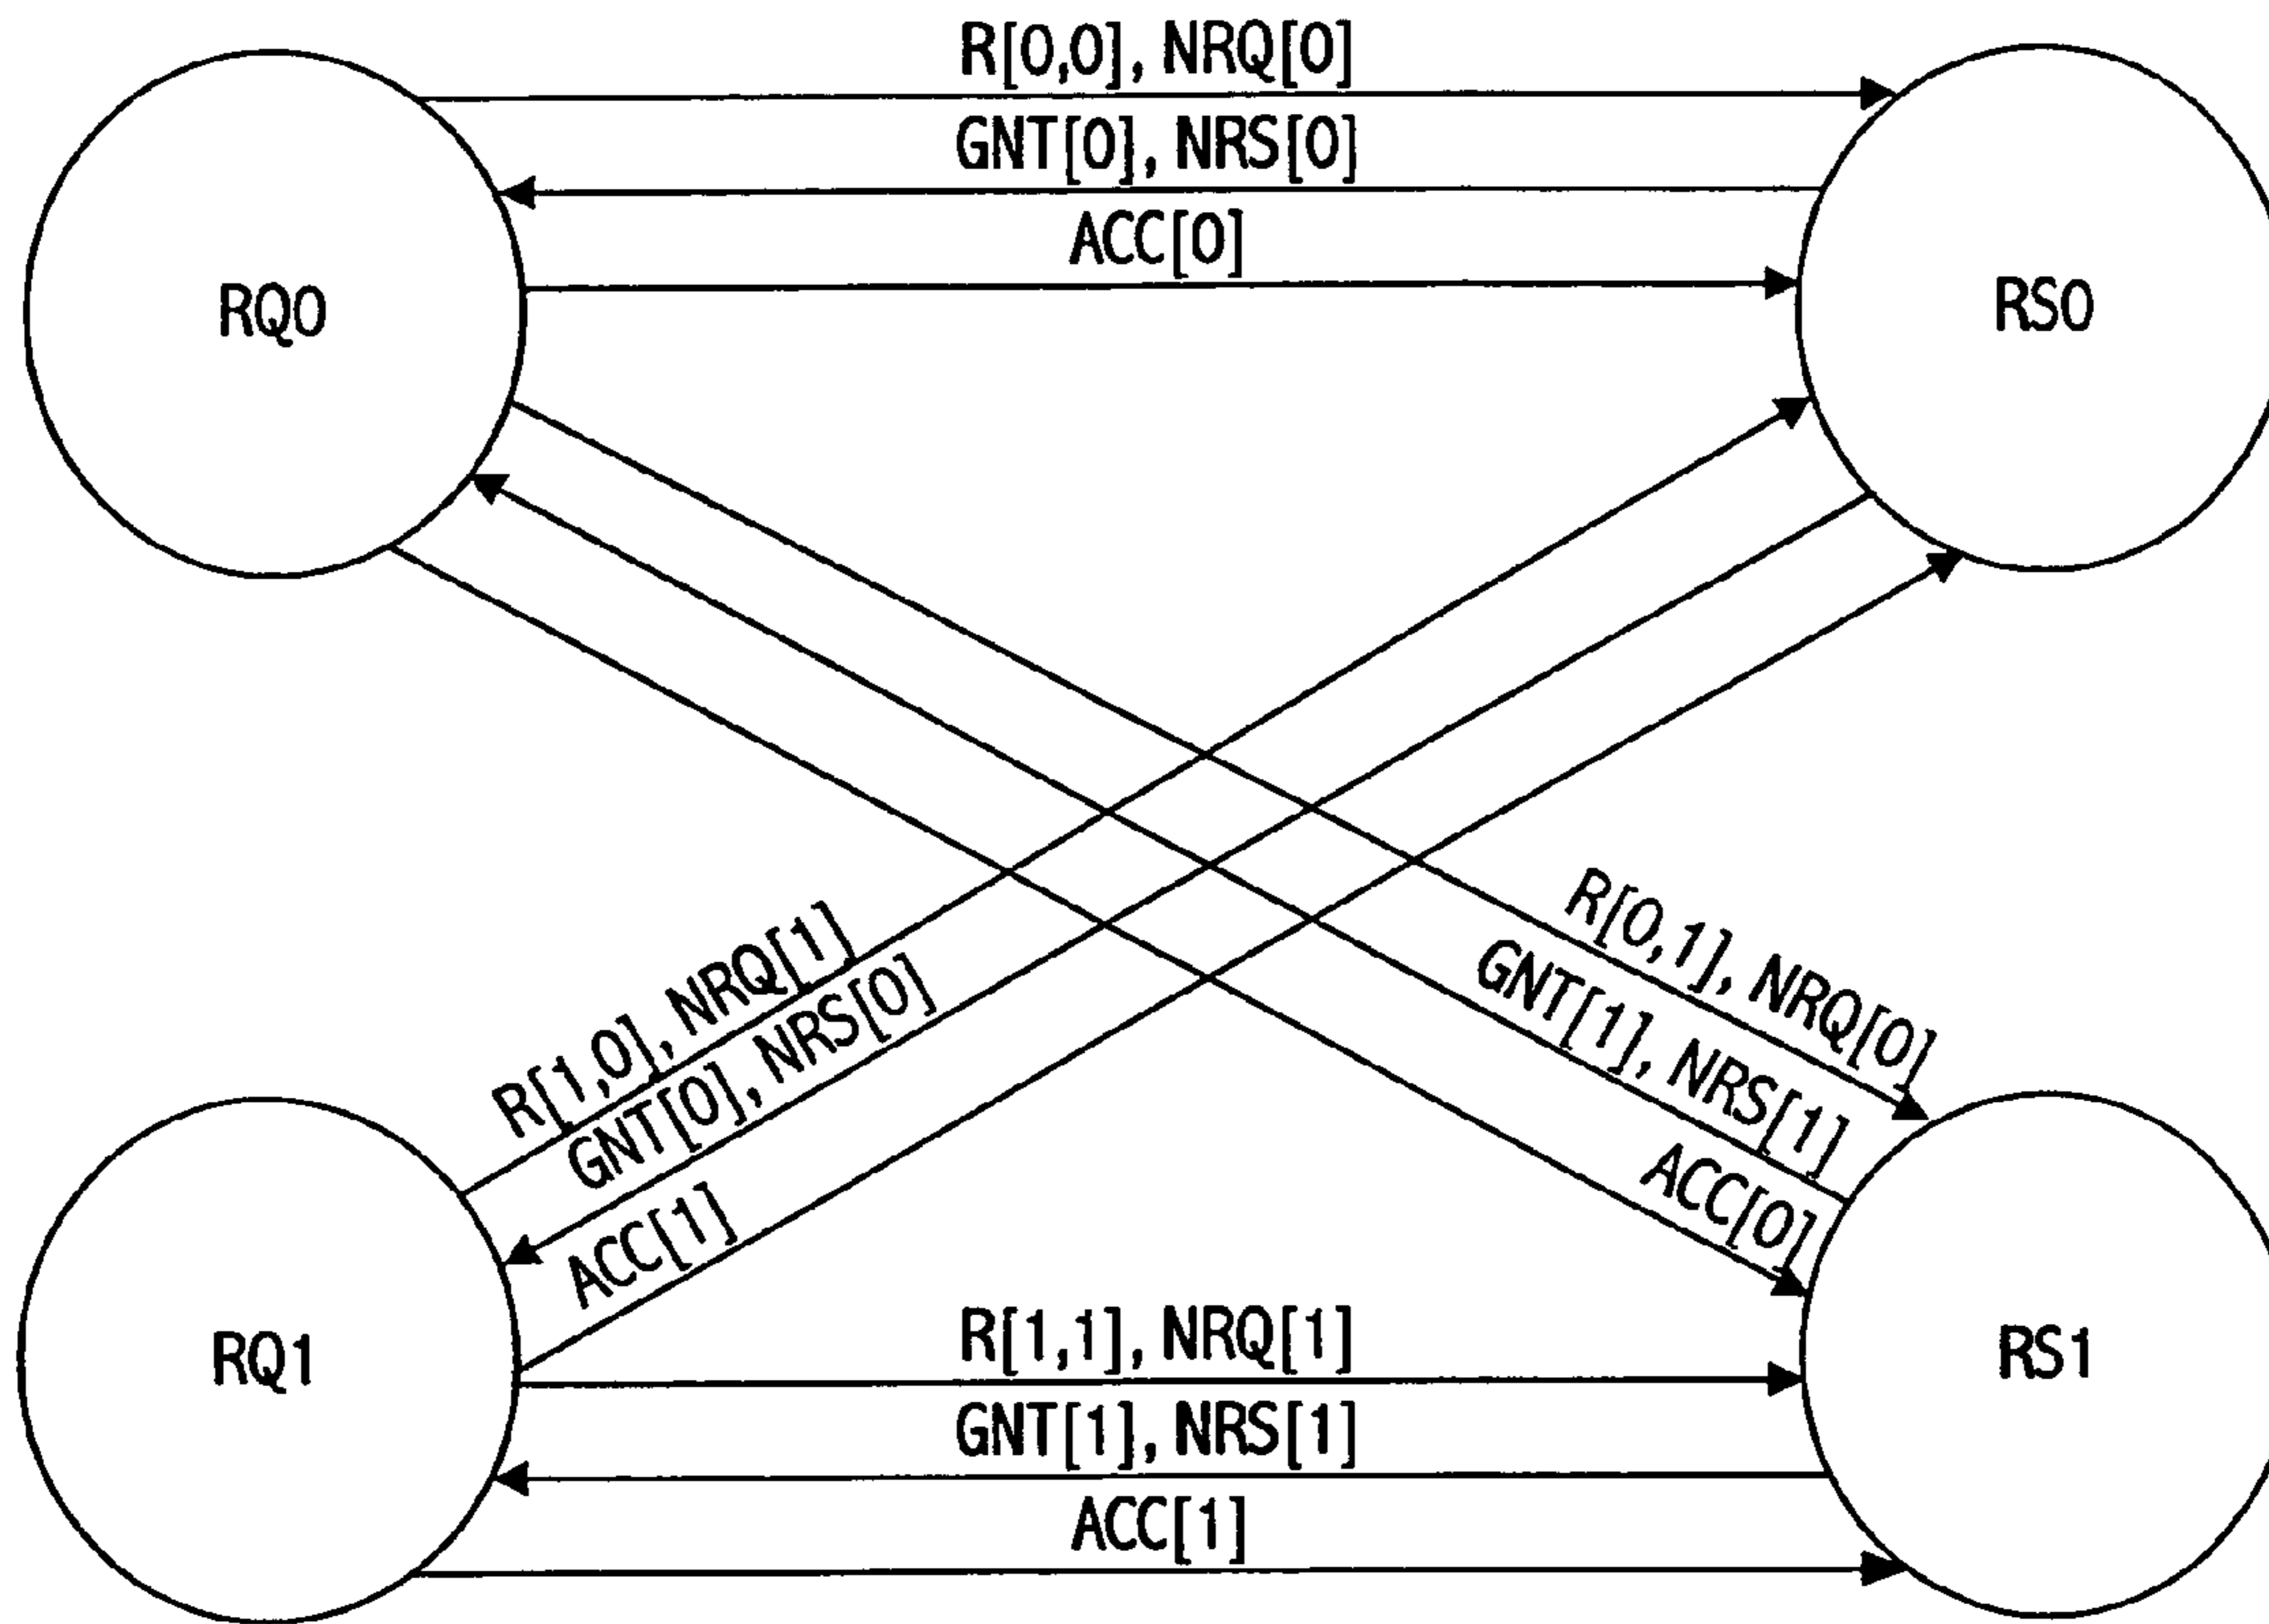 R[0,0], NRQ[0]
GNT[0], NRS[0]
ACC[0]
RQ0
RS0
R[1,0], NRQ[1]
GNT[0], NRS[0]
ACC[1]
R[0,1], NRQ[0]
GNT[1], NRS[1]
ACC[0]
R[1,1], NRQ[1]
RQ1
RS1
GNT[1], NRS[1]
ACC[1]